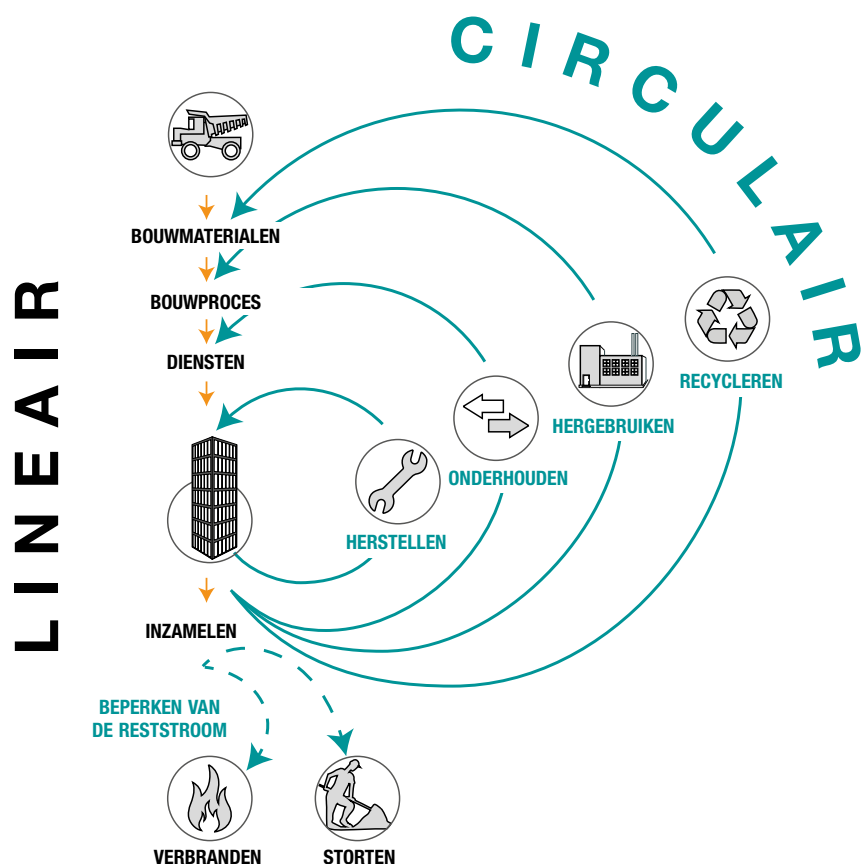 CIRCULAIR
LINEAIR
BOUWMATERIALEN
BOUWPROCES
DIENSTEN
RECYCLEREN
HERGEBRUIKEN
ONDERHOUDEN
HERSTELLEN
INZAMELEN
BEPERKEN VAN
DE RESTSTROOM
VERBRANDEN
STORTEN